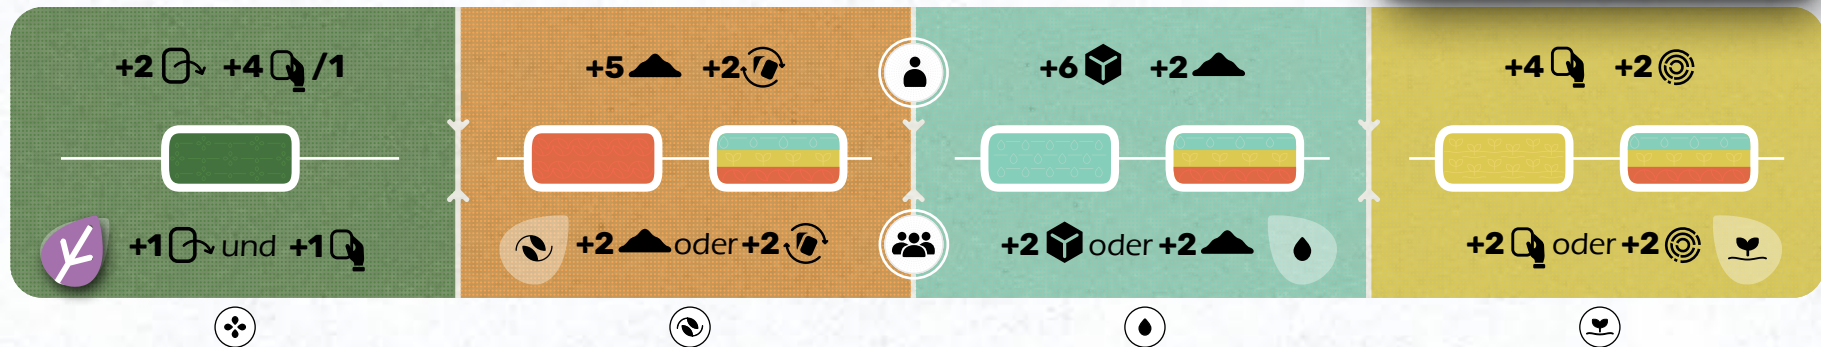 +2 +4 /1
+5 +2
+6 +2
+4 +2
+1 und +1
+2 oder +2
+2 oder +2
+2 oder +2